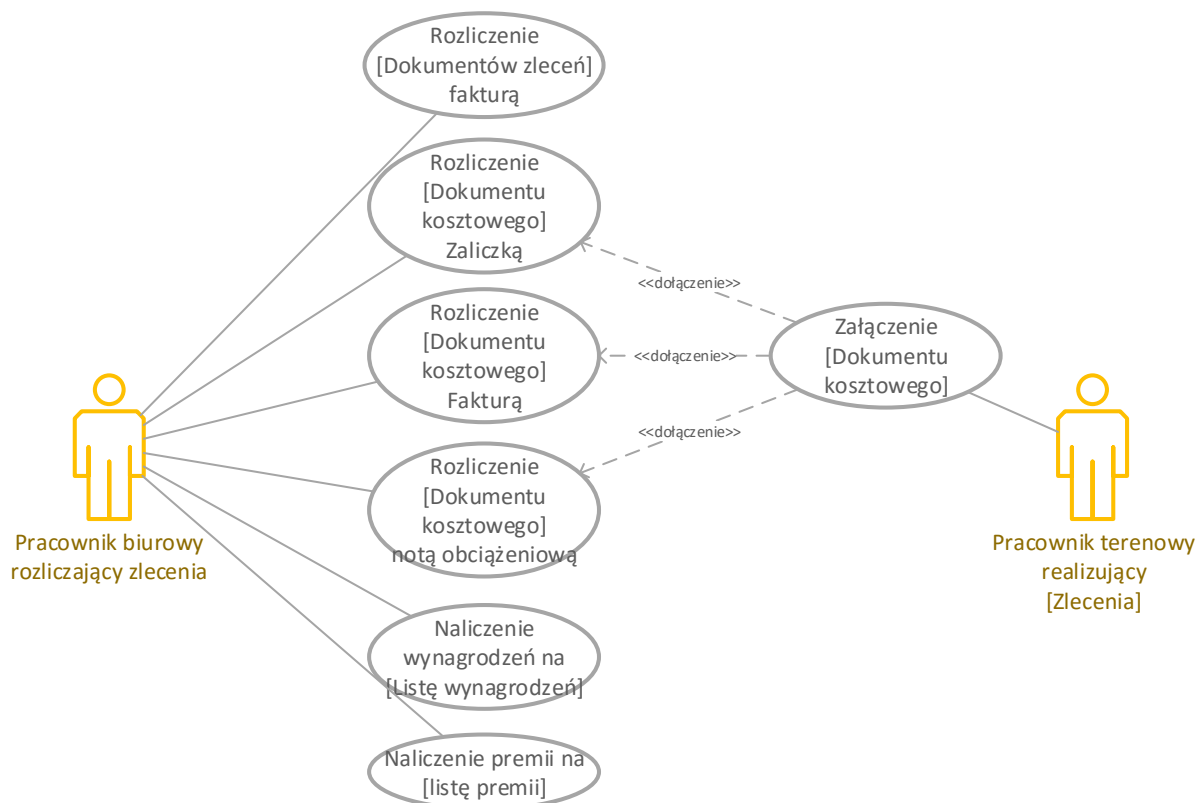 Rozliczenie
[Dokumentów zleceń]
fakturą
Rozliczenie
[Dokumentu
kosztowego]
Zaliczką
<<dołączenie>>
Rozliczenie
[Dokumentu
kosztowego]
Fakturą
<<dołączenie>>
Załączenie
[Dokumentu
kosztowego]
<<dołączenie>>
Rozliczenie
[Dokumentu
kosztowego]
notą obciążeniową
Pracownik biurowy
rozliczający zlecenia
Pracownik terenowy
realizujący
[Zlecenia]
Naliczenie
wynagrodzeń na
[Listę wynagrodzeń]
Naliczenie premii na
[listę premii]